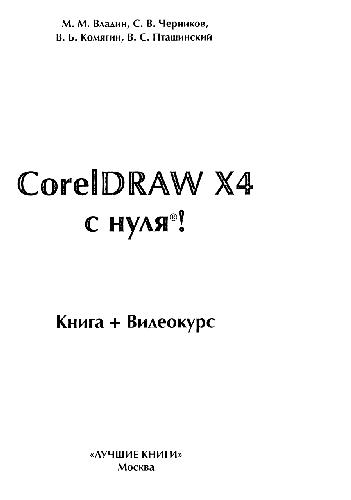 М. М. Владин, С. В. Черников,
В. Б. Комягин, В. С. Пташинский
CorelDRAW X4
с нуля®!
Книга + Видеокурс
«ЛУЧШИЕ КНИГИ»
Москва